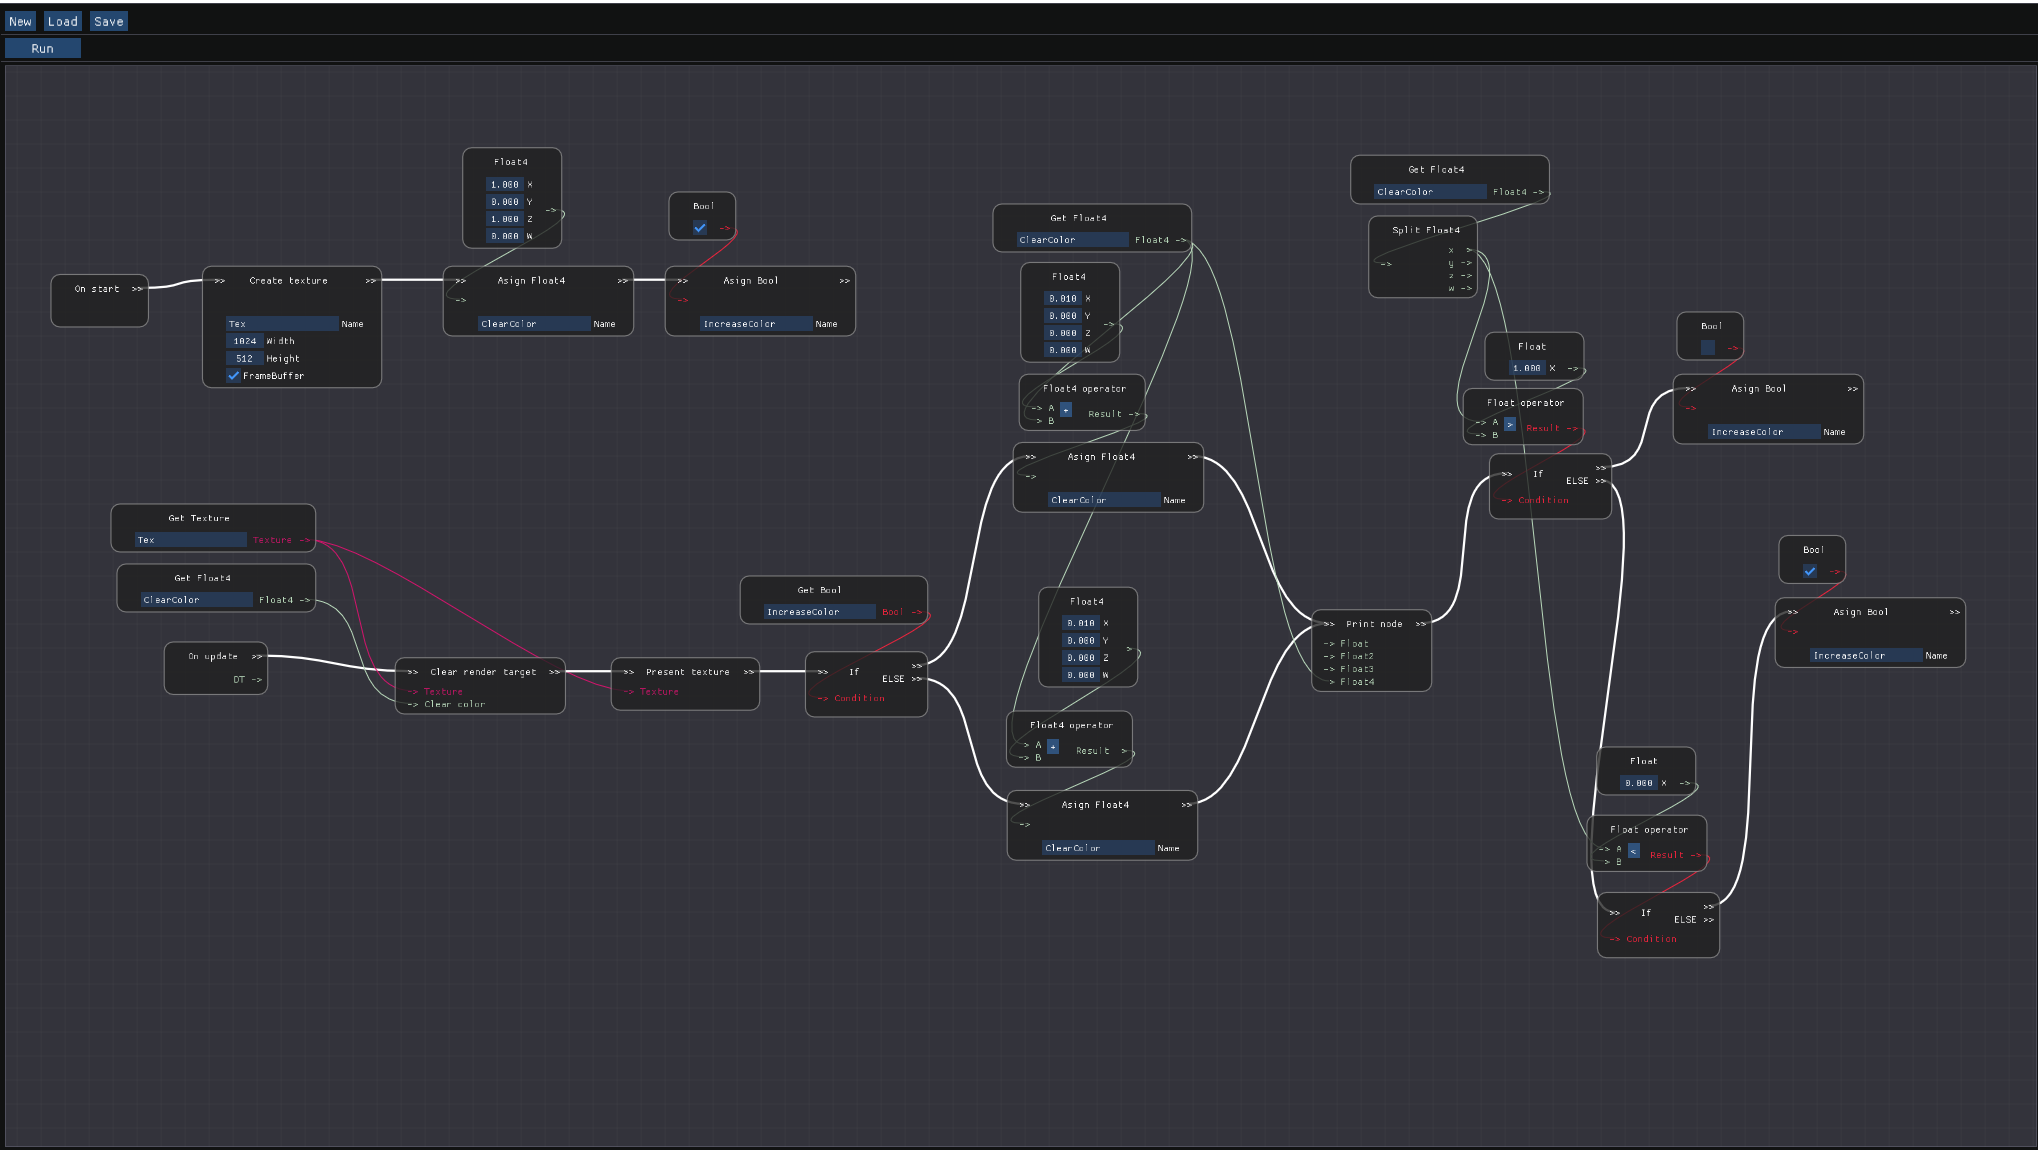 New Load Save
Run
Float4
1.000 X
0.000 Y
1.000 Z
0.000 W
->
Bool
->
On start >>
>> Create texture >>
Tex Name
1024 Width
512 Height
FrameBuffer
>> Asign Float4 >>
->
ClearColor Name
>> Asign Bool >>
->
IncreaseColor Name
Get Float4
ClearColor Float4 ->
Float4
0.010 X
0.000 Y
0.000 Z
0.000 W
->
Float4 operator
-> A + Result ->
-> B
>> Asign Float4 >>
->
ClearColor Name
Get Float4
ClearColor Float4 ->
Split Float4
x ->
y ->
z ->
w ->
->
Float
1.000 X ->
Float operator
-> A > Result ->
-> B
>> If >>
ELSE >>
-> Condition
Bool
->
>> Asign Bool >>
->
IncreaseColor Name
Get Texture
Tex Texture ->
Get Float4
ClearColor Float4 ->
On update >>
DT ->
>> Clear render target >>
-> Texture
-> Clear color
>> Present texture >>
-> Texture
Get Bool
IncreaseColor Bool ->
>> If >>
ELSE >>
-> Condition
Float4
0.010 X
0.000 Y
0.000 Z
0.000 W
->
Float4 operator
-> A + Result ->
-> B
>> Asign Float4 >>
->
ClearColor Name
>> Print node >>
-> Float
-> Float2
-> Float3
-> Float4
Bool
->
>> Asign Bool >>
->
IncreaseColor Name
Float
0.000 X ->
Float operator
-> A < Result ->
-> B
>> If >>
ELSE >>
-> Condition